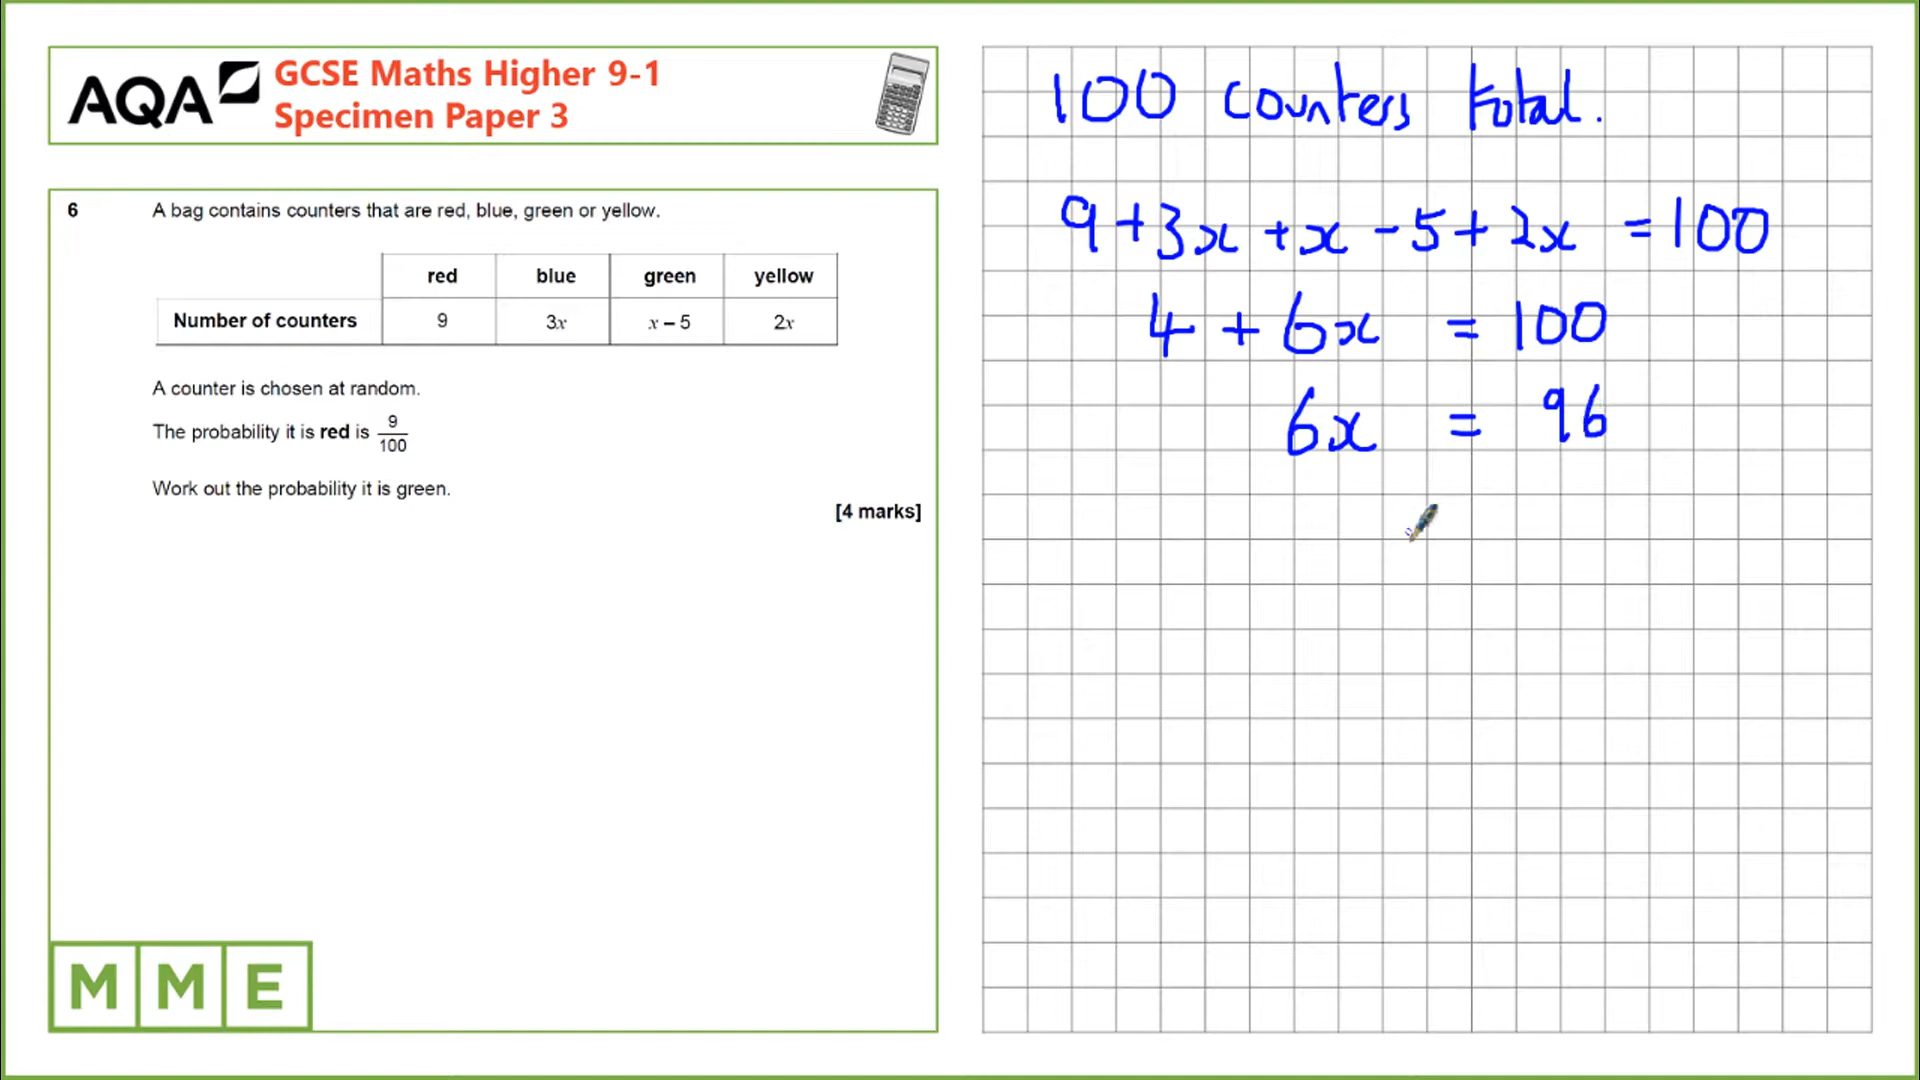 AQA GCSE Maths Higher 9-1
Specimen Paper 3
6 A bag contains counters that are red, blue, green or yellow.
red blue green yellow
Number of counters 9 3x x – 5 2x
A counter is chosen at random.
The probability it is red is 9/100
Work out the probability it is green.
[4 marks]
MME
100 counters total.
9 + 3x + x - 5 + 2x = 100
4 + 6x = 100
6x = 96